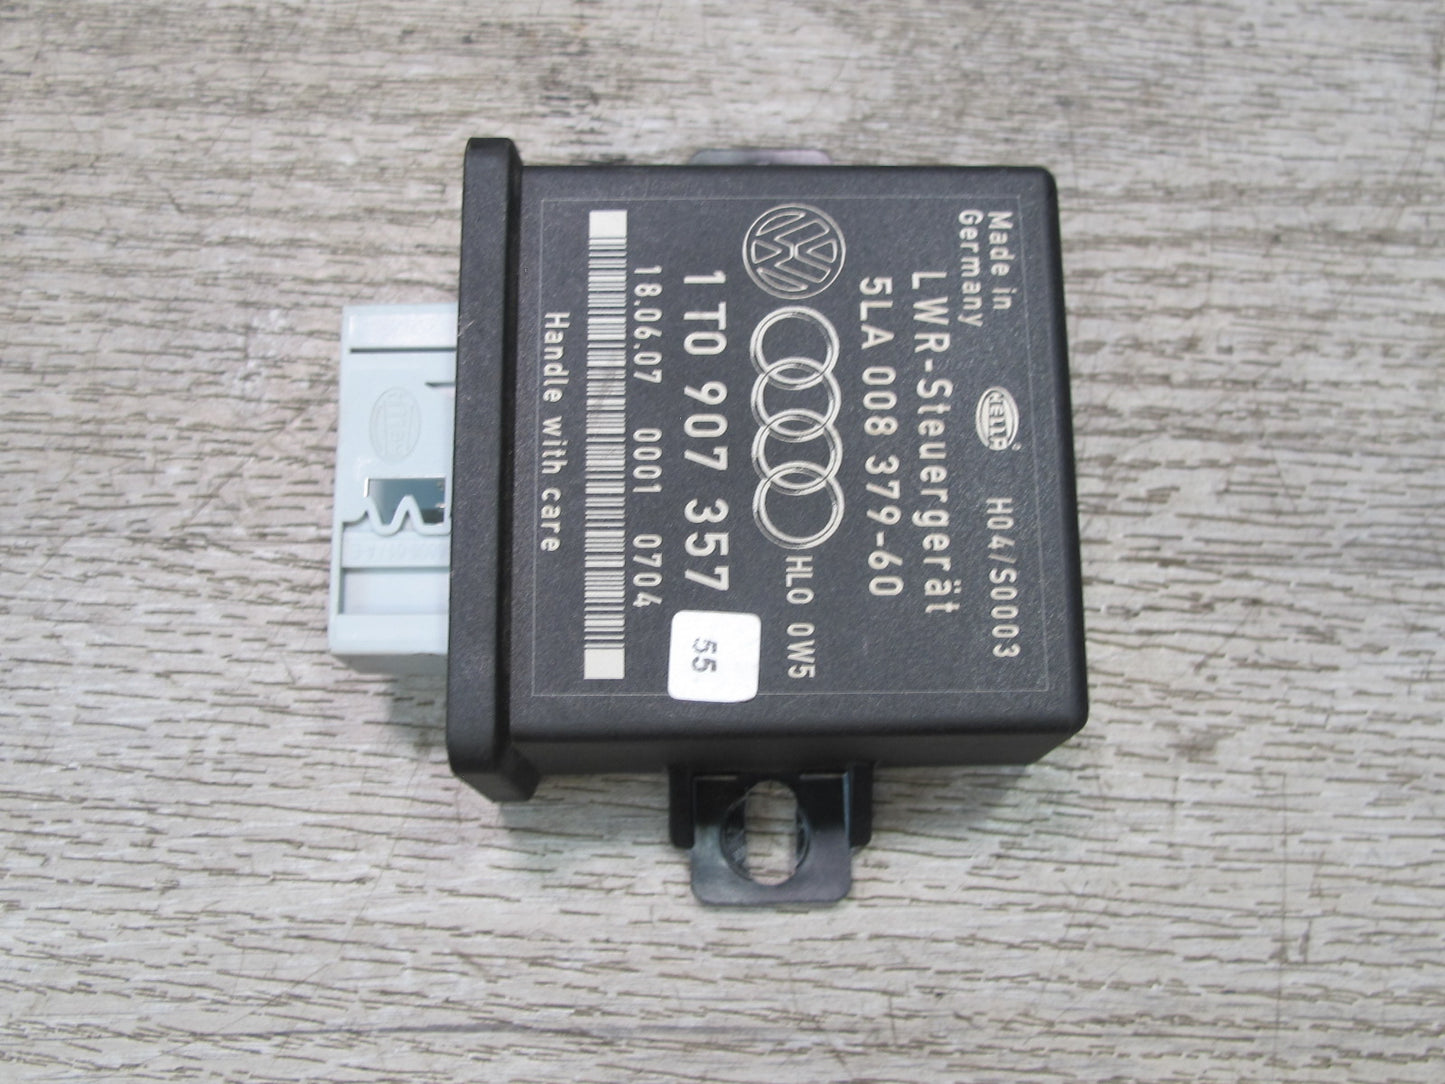 Made in
Germany
HELLA
H04/S0003
LWR-Steuergerät
5LA 008 379-60
HL0 0W5
1T0 907 357
55
18.06.07 0001 0704
Handle with care